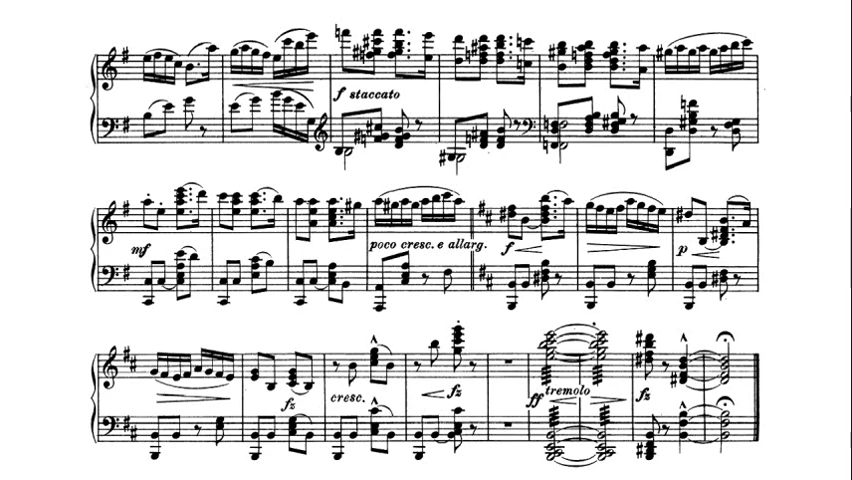 f staccato
mf
poco cresc. e allarg.
f
p
fz
cresc.
fz
ff
tremolo
fz